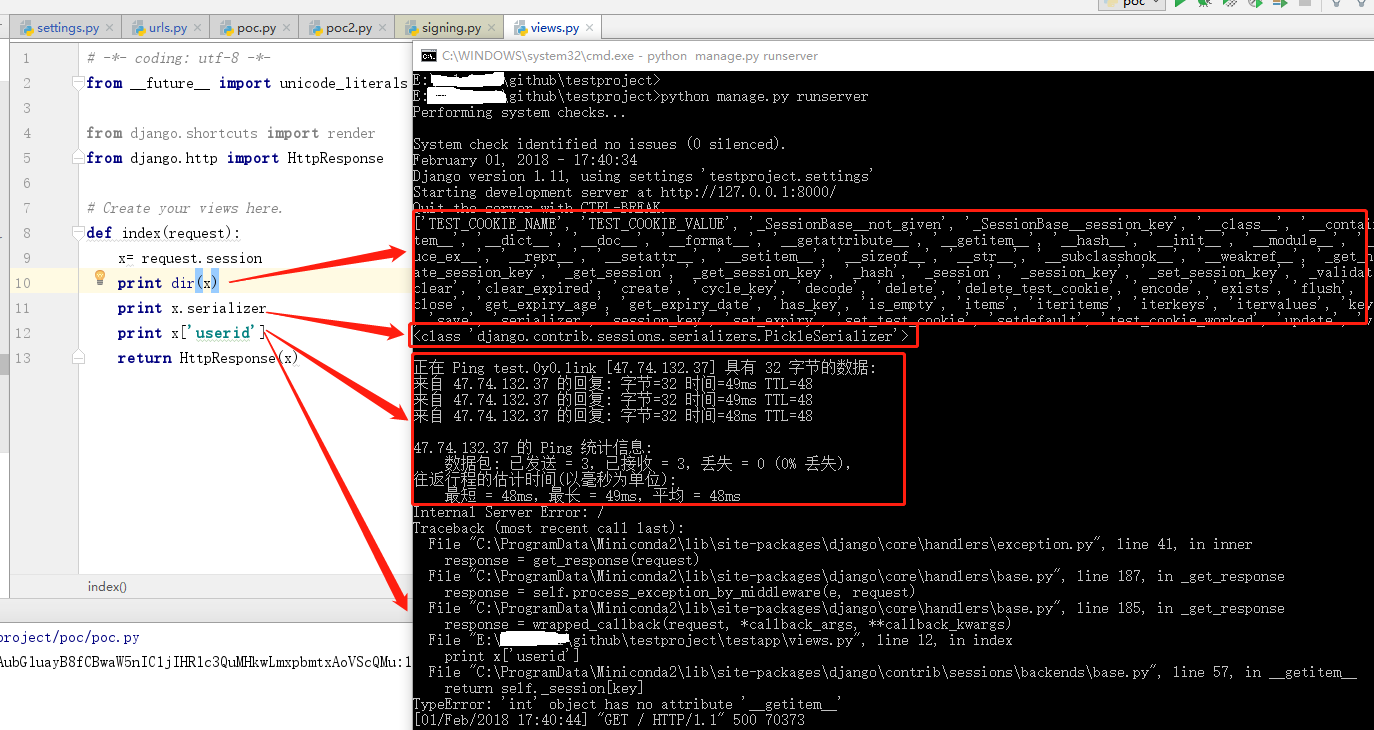 poc
settings.py
urls.py
poc.py
poc2.py
signing.py
views.py
1 # -*- coding: utf-8 -*-
2 from __future__ import unicode_literals
3
4 from django.shortcuts import render
5 from django.http import HttpResponse
6
7 # Create your views here.
8 def index(request):
9 x= request.session
10 print dir(x)
11 print x.serializer
12 print x['userid']
13 return HttpResponse(x)
index()
project/poc/poc.py
C:\WINDOWS\system32\cmd.exe - python manage.py runserver
E: \github\testproject>
E: \github\testproject>python manage.py runserver
Performing system checks...
System check identified no issues (0 silenced).
February 01, 2018 - 17:40:34
Django version 1.11, using settings 'testproject.settings'
Starting development server at http://127.0.0.1:8000/
Quit the server with CTRL-BREAK
['TEST_COOKIE_NAME', 'TEST_COOKIE_VALUE', '_SessionBase__not_given', '_SessionBase__session_key', '__class__', '__contain
tem__', '__dict__', '__doc__', '__format__', '__getattribute__', '__getitem__', '__hash__', '__init__', '__module__',
uce_ex__', '__repr__', '__setattr__', '__setitem__', '__sizeof__', '__str__', '__subclasshook__', '__weakref__', '_get_n
ate_session_key', '_get_session', '_get_session_key', '_hash', '_session', '_session_key', '_set_session', '_validat
clear', 'clear_expired', 'create', 'cycle_key', 'decode', 'delete', 'delete_test_cookie', 'encode', 'exists', 'flush',
close', 'get_expiry_age', 'get_expiry_date', 'has_key', 'is_empty', 'items', 'iteritems', 'iterkeys', 'itervalues', 'key
'save', 'serializer', 'session_key', 'set_expiry', 'set_test_cookie', 'setdefault', 'test_cookie_worked', 'update', 'v
<class 'django.contrib.sessions.serializers.PickleSerializer'>
正在 Ping test.0y0.link [47.74.132.37] 具有 32 字节的数据:
来自 47.74.132.37 的回复: 字节=32 时间=49ms TTL=48
来自 47.74.132.37 的回复: 字节=32 时间=49ms TTL=48
来自 47.74.132.37 的回复: 字节=32 时间=48ms TTL=48
47.74.132.37 的 Ping 统计信息:
数据包: 已发送 = 3, 已接收 = 3, 丢失 = 0 (0% 丢失),
往返行程的估计时间(以毫秒为单位):
最短 = 48ms, 最长 = 49ms, 平均 = 48ms
Internal Server Error: /
Traceback (most recent call last):
File "C:\ProgramData\Miniconda2\lib\site-packages\django\core\handlers\exception.py", line 41, in inner
response = get_response(request)
File "C:\ProgramData\Miniconda2\lib\site-packages\django\core\handlers\base.py", line 187, in _get_response
response = self.process_exception_by_middleware(e, request)
File "C:\ProgramData\Miniconda2\lib\site-packages\django\core\handlers\base.py", line 185, in _get_response
response = wrapped_callback(request, *callback_args, **callback_kwargs)
File "E:\ \github\testproject\testapp\views.py", line 12, in index
print x['userid']
File "C:\ProgramData\Miniconda2\lib\site-packages\django\contrib\sessions\backends\base.py", line 57, in __getitem__
return self._session[key]
TypeError: 'int' object has no attribute '__getitem__'
[01/Feb/2018 17:40:44] "GET / HTTP/1.1" 500 70373